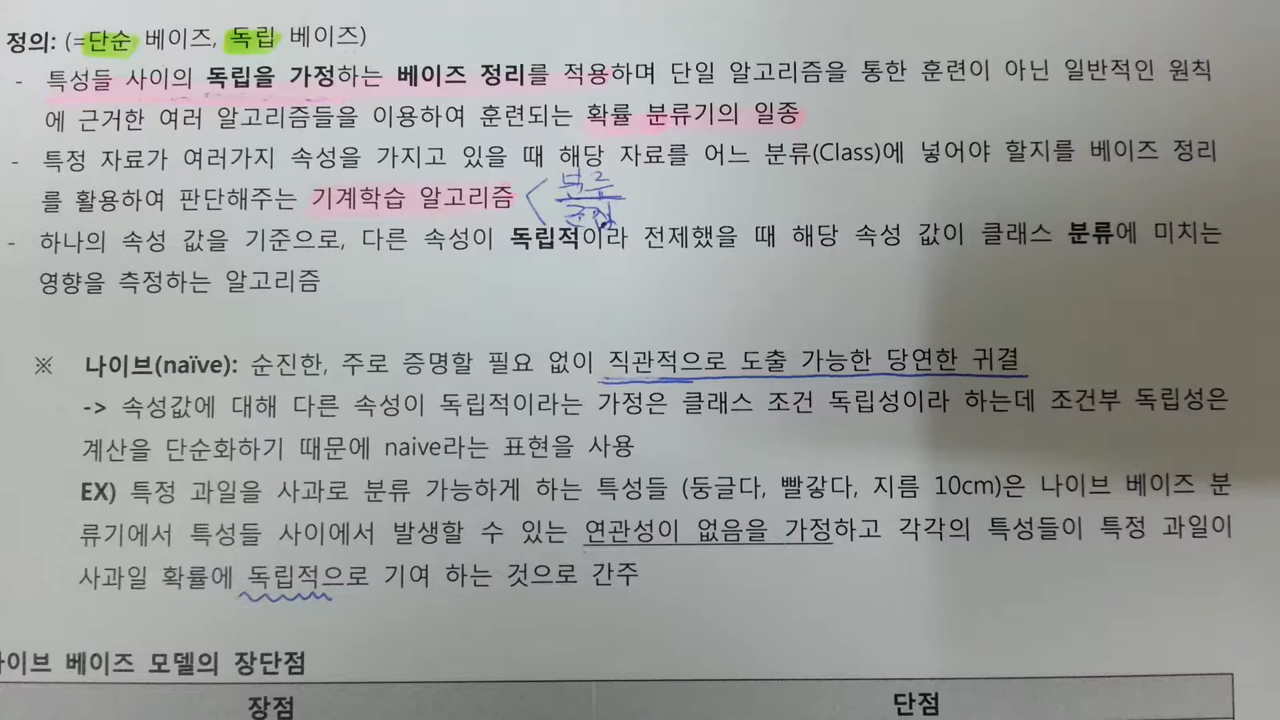 정의: (=단순 베이즈, 독립 베이즈)
- 특성들 사이의 독립을 가정하는 베이즈 정리를 적용하며 단일 알고리즘을 통한 훈련이 아닌 일반적인 원칙
에 근거한 여러 알고리즘들을 이용하여 훈련되는 확률 분류기의 일종
- 특정 자료가 여러가지 속성을 가지고 있을 때 해당 자료를 어느 분류(Class)에 넣어야 할지를 베이즈 정리
를 활용하여 판단해주는 기계학습 알고리즘 < 분류
- 하나의 속성 값을 기준으로, 다른 속성이 독립적이라 전제했을 때 해당 속성 값이 클래스 분류에 미치는
영향을 측정하는 알고리즘
※ 나이브(naïve): 순진한, 주로 증명할 필요 없이 직관적으로 도출 가능한 당연한 귀결
-> 속성값에 대해 다른 속성이 독립적이라는 가정은 클래스 조건 독립성이라 하는데 조건부 독립성은
계산을 단순화하기 때문에 naive라는 표현을 사용
EX) 특정 과일을 사과로 분류 가능하게 하는 특성들 (둥글다, 빨갛다, 지름 10cm)은 나이브 베이즈 분
류기에서 특성들 사이에서 발생할 수 있는 연관성이 없음을 가정하고 각각의 특성들이 특정 과일이
사과일 확률에 독립적으로 기여 하는 것으로 간주
나이브 베이즈 모델의 장단점
장점 단점